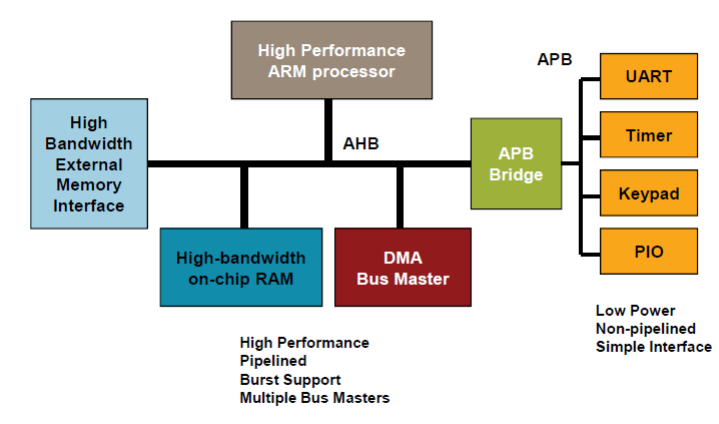 High Performance
ARM processor
APB
UART
High
Bandwidth
External
Memory
Interface
AHB
APB
Bridge
Timer
Keypad
High-bandwidth
on-chip RAM
DMA
Bus Master
PIO
High Performance
Pipelined
Burst Support
Multiple Bus Masters
Low Power
Non-pipelined
Simple Interface